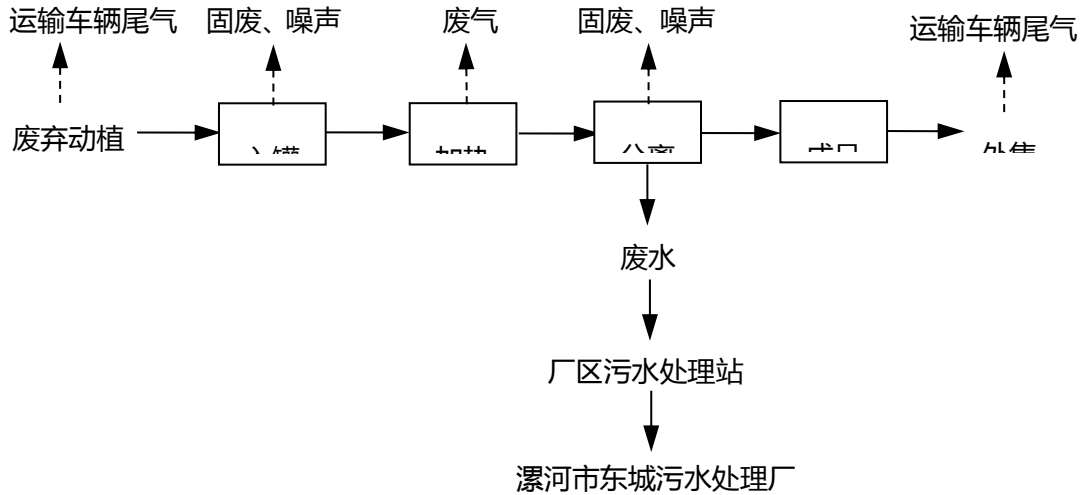 运输车辆尾气
固废、噪声
废气
固废、噪声
运输车辆尾气
废弃动植
废水
厂区污水处理站
漯河市东城污水处理厂